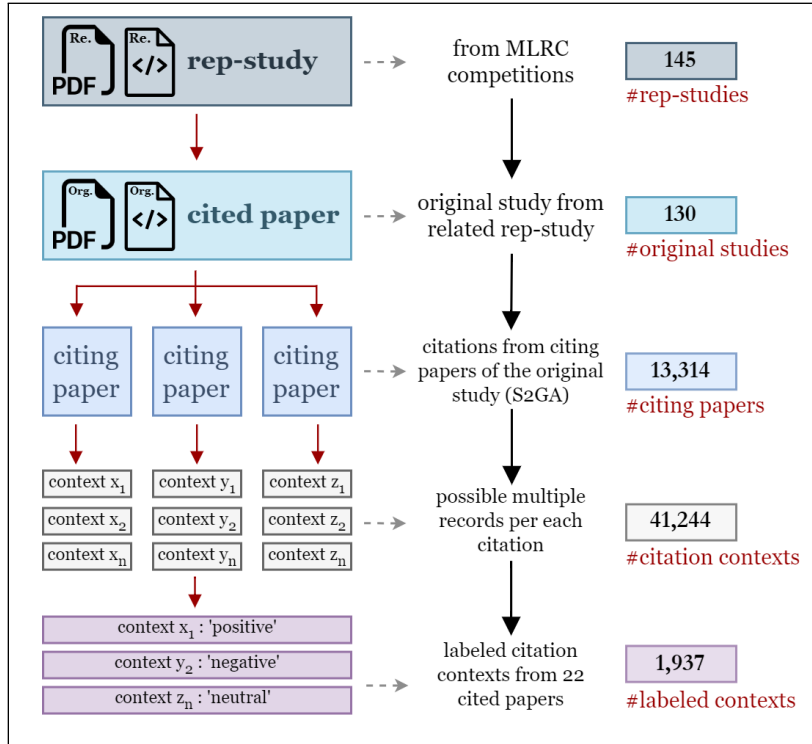 Re.
PDF
Re.
</>
rep-study
from MLRC
competitions
145
#rep-studies
Org.
PDF
Org.
</>
cited paper
original study from
related rep-study
130
#original studies
citing
paper
citing
paper
citing
paper
citations from citing
papers of the original
study (S2GA)
13,314
#citing papers
context x1
context y1
context z1
context x2
context y2
context z2
context xn
context yn
context zn
possible multiple
records per each
citation
41,244
#citation contexts
context x1 : 'positive'
context y2 : 'negative'
context zn : 'neutral'
labeled citation
contexts from 22
cited papers
1,937
#labeled contexts